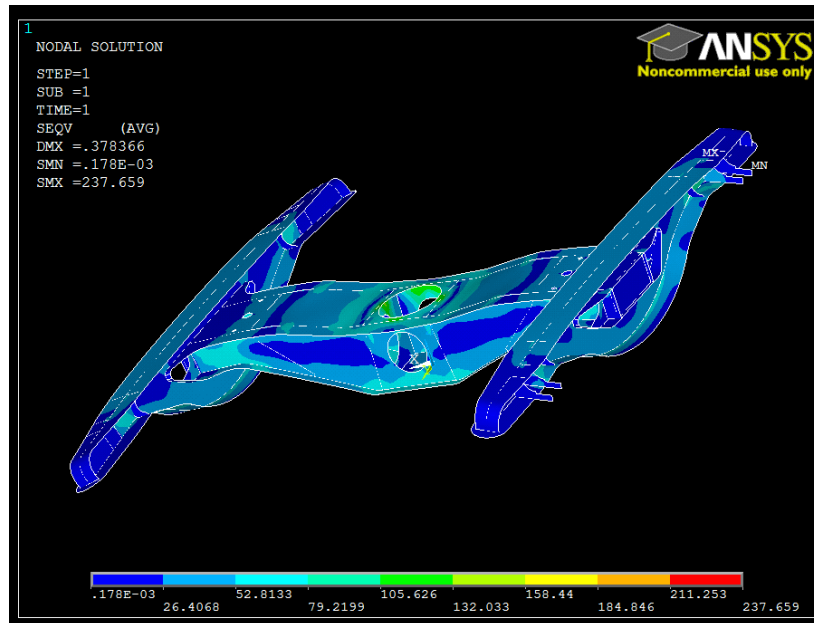 1
NODAL SOLUTION
STEP=1
SUB =1
TIME=1
SEQV (AVG)
DMX =.378366
SMN =.178E-03
SMX =237.659
ANSYS
Noncommercial use only
MX
MN
X
.178E-03 52.8133 105.626 158.44 211.253
26.4068 79.2199 132.033 184.846 237.659